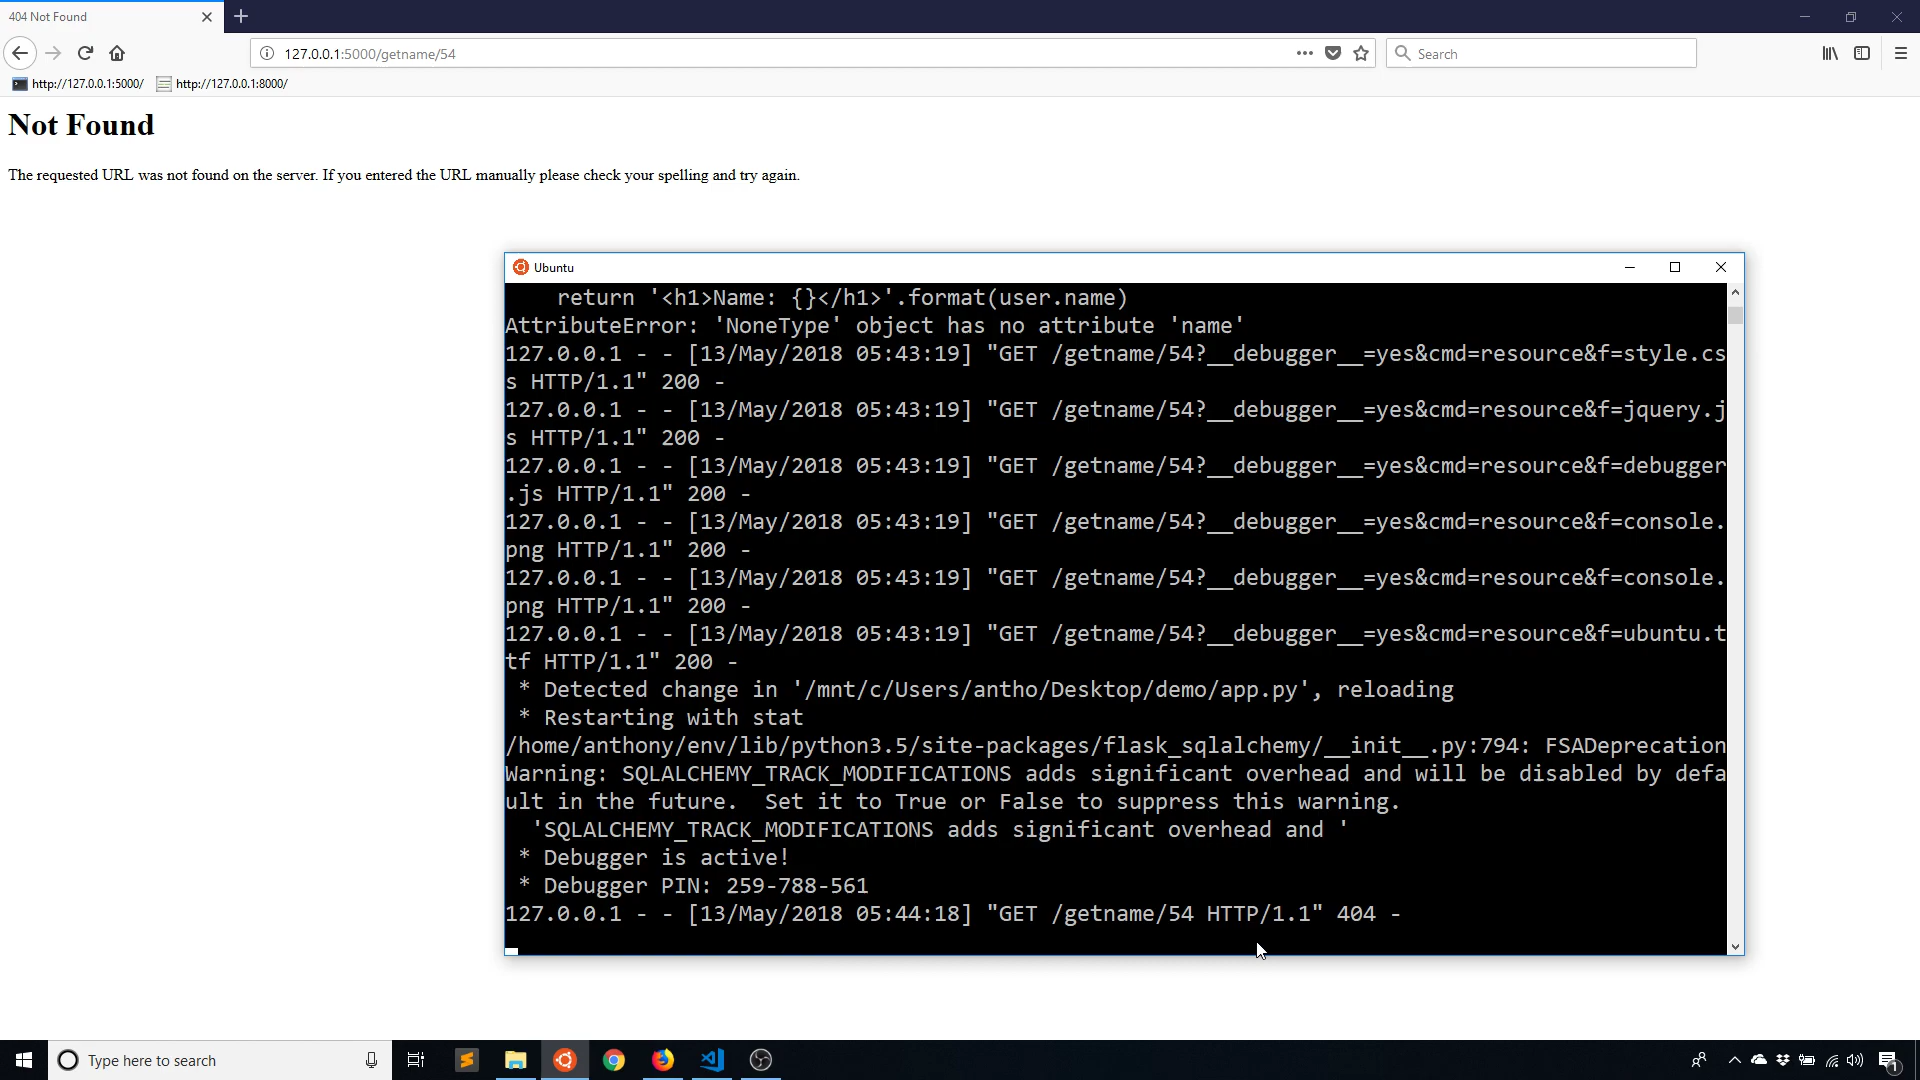 404 Not Found
127.0.0.1:5000/getname/54
Search
http://127.0.0.1:5000/
http://127.0.0.1:8000/
Not Found
The requested URL was not found on the server. If you entered the URL manually please check your spelling and try again.
Ubuntu
return '<h1>Name: {}</h1>'.format(user.name)
AttributeError: 'NoneType' object has no attribute 'name'
127.0.0.1 - - [13/May/2018 05:43:19] "GET /getname/54?__debugger__=yes&cmd=resource&f=style.cs
s HTTP/1.1" 200 -
127.0.0.1 - - [13/May/2018 05:43:19] "GET /getname/54?__debugger__=yes&cmd=resource&f=jquery.j
s HTTP/1.1" 200 -
127.0.0.1 - - [13/May/2018 05:43:19] "GET /getname/54?__debugger__=yes&cmd=resource&f=debugger
.js HTTP/1.1" 200 -
127.0.0.1 - - [13/May/2018 05:43:19] "GET /getname/54?__debugger__=yes&cmd=resource&f=console.
png HTTP/1.1" 200 -
127.0.0.1 - - [13/May/2018 05:43:19] "GET /getname/54?__debugger__=yes&cmd=resource&f=console.
png HTTP/1.1" 200 -
127.0.0.1 - - [13/May/2018 05:43:19] "GET /getname/54?__debugger__=yes&cmd=resource&f=ubuntu.t
tf HTTP/1.1" 200 -
* Detected change in '/mnt/c/Users/antho/Desktop/demo/app.py', reloading
* Restarting with stat
/home/anthony/env/lib/python3.5/site-packages/flask_sqlalchemy/__init__.py:794: FSADeprecation
Warning: SQLALCHEMY_TRACK_MODIFICATIONS adds significant overhead and will be disabled by defa
ult in the future.  Set it to True or False to suppress this warning.
'SQLALCHEMY_TRACK_MODIFICATIONS adds significant overhead and '
* Debugger is active!
* Debugger PIN: 259-788-561
127.0.0.1 - - [13/May/2018 05:44:18] "GET /getname/54 HTTP/1.1" 404 -
Type here to search
1